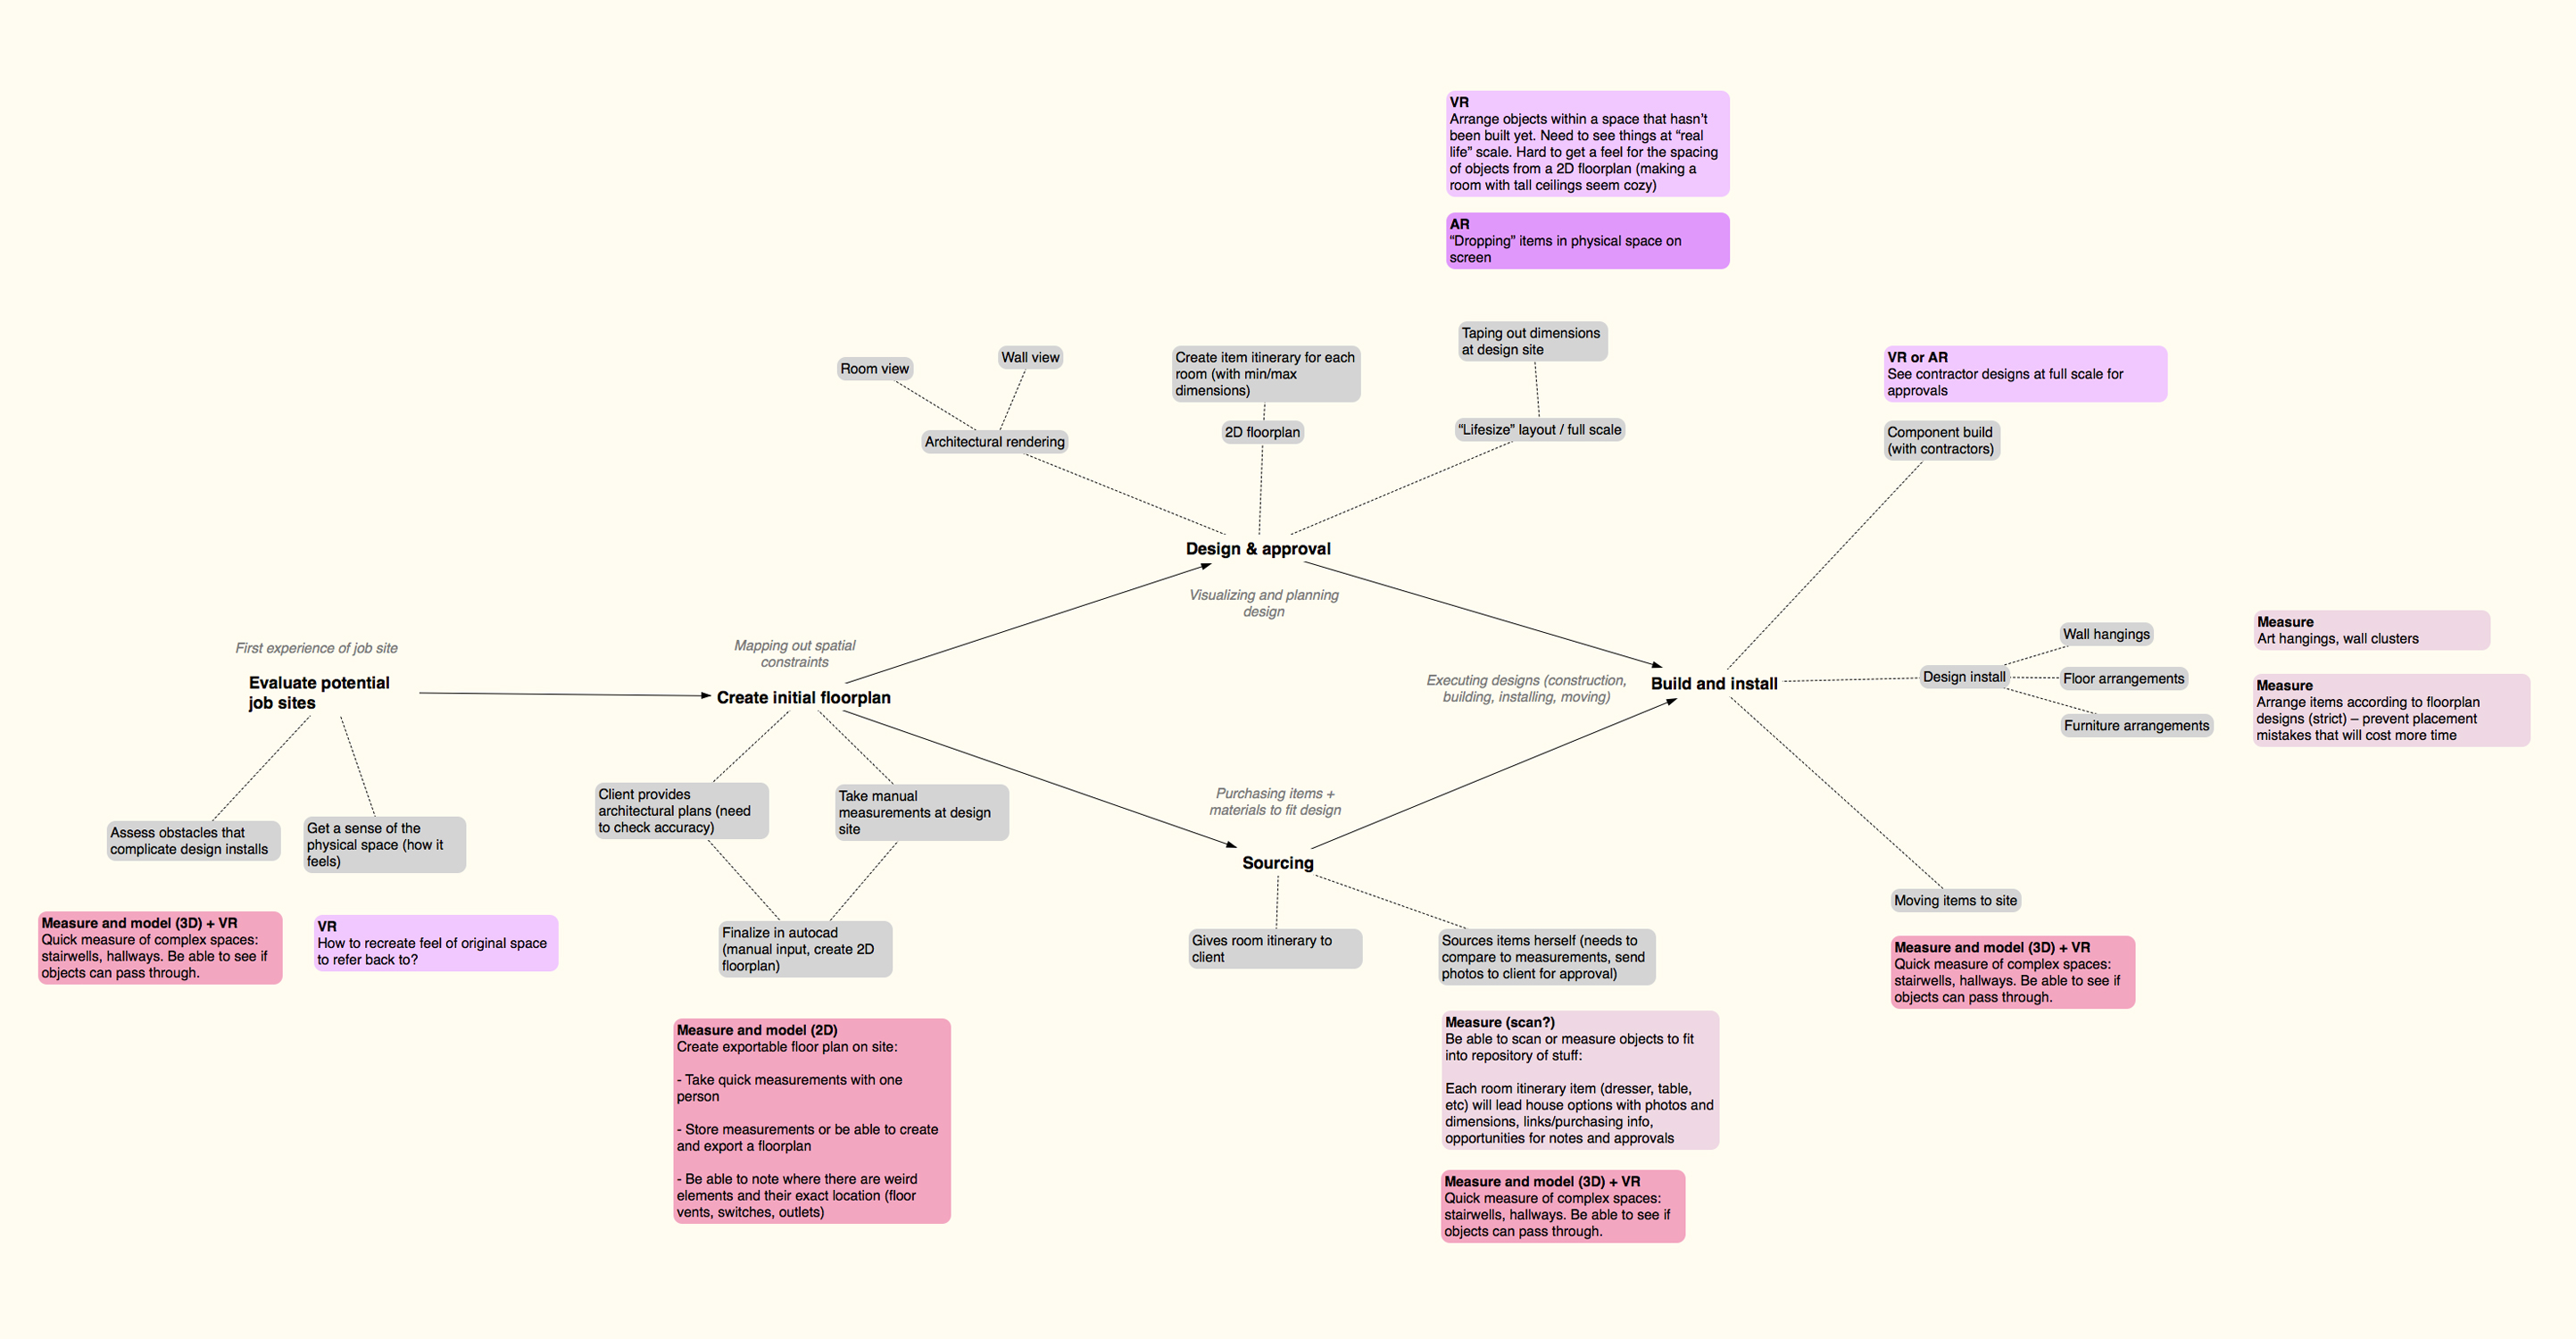 VR
Arrange objects within a space that hasn’t
been built yet. Need to see things at “real
life” scale. Hard to get a feel for the spacing
of objects from a 2D floorplan (making a
room with tall ceilings seem cozy)
AR
“Dropping” items in physical space on
screen
Room view
Wall view
Architectural rendering
Create item itinerary for each
room (with min/max
dimensions)
2D floorplan
Taping out dimensions
at design site
“Lifesize” layout / full scale
VR or AR
See contractor designs at full scale for
approvals
Component build
(with contractors)
Design & approval
Visualizing and planning
design
First experience of job site
Evaluate potential
job sites
Mapping out spatial
constraints
Create initial floorplan
Executing designs (construction,
building, installing, moving)
Build and install
Design install
Wall hangings
Floor arrangements
Furniture arrangements
Measure
Art hangings, wall clusters
Measure
Arrange items according to floorplan
designs (strict) – prevent placement
mistakes that will cost more time
Assess obstacles that
complicate design installs
Get a sense of the
physical space (how it
feels)
Client provides
architectural plans (need
to check accuracy)
Take manual
measurements at design
site
Purchasing items +
materials to fit design
Sourcing
Measure and model (3D) + VR
Quick measure of complex spaces:
stairwells, hallways. Be able to see if
objects can pass through.
VR
How to recreate feel of original space
to refer back to?
Finalize in autocad
(manual input, create 2D
floorplan)
Gives room itinerary to
client
Sources items herself (needs to
compare to measurements, send
photos to client for approval)
Moving items to site
Measure and model (3D) + VR
Quick measure of complex spaces:
stairwells, hallways. Be able to see if
objects can pass through.
Measure and model (2D)
Create exportable floor plan on site:
- Take quick measurements with one
person
- Store measurements or be able to create
and export a floorplan
- Be able to note where there are weird
elements and their exact location (floor
vents, switches, outlets)
Measure (scan?)
Be able to scan or measure objects to fit
into repository of stuff:
Each room itinerary item (dresser, table,
etc) will lead house options with photos and
dimensions, links/purchasing info,
opportunities for notes and approvals
Measure and model (3D) + VR
Quick measure of complex spaces:
stairwells, hallways. Be able to see if
objects can pass through.